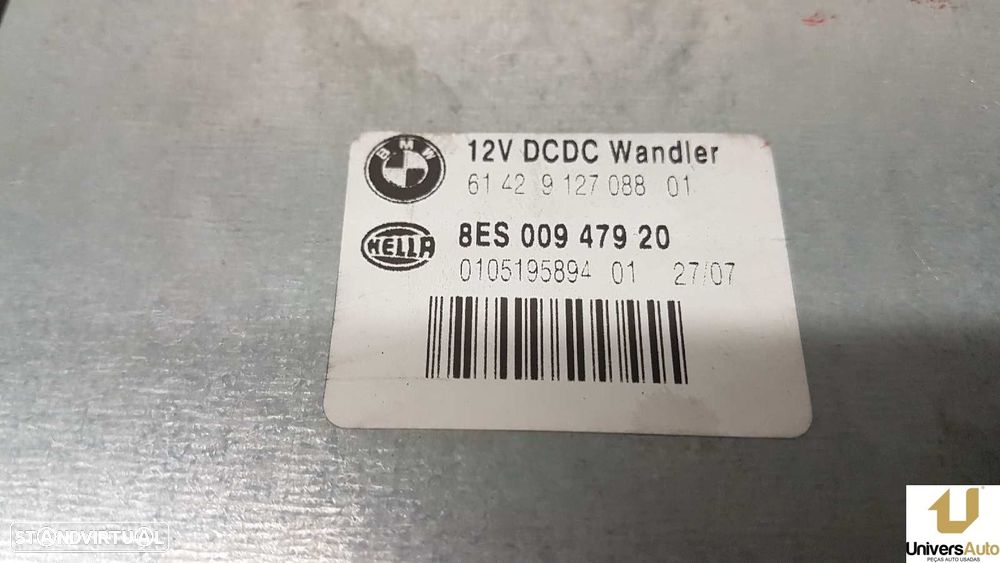 BMW
12V DCDC Wandler
61 42 9 127 088 01
HELLA
8ES 009 479 20
0105195894 01 27/07
STANDVIRTUAL
UniversAuto
PEÇAS AUTO USADAS